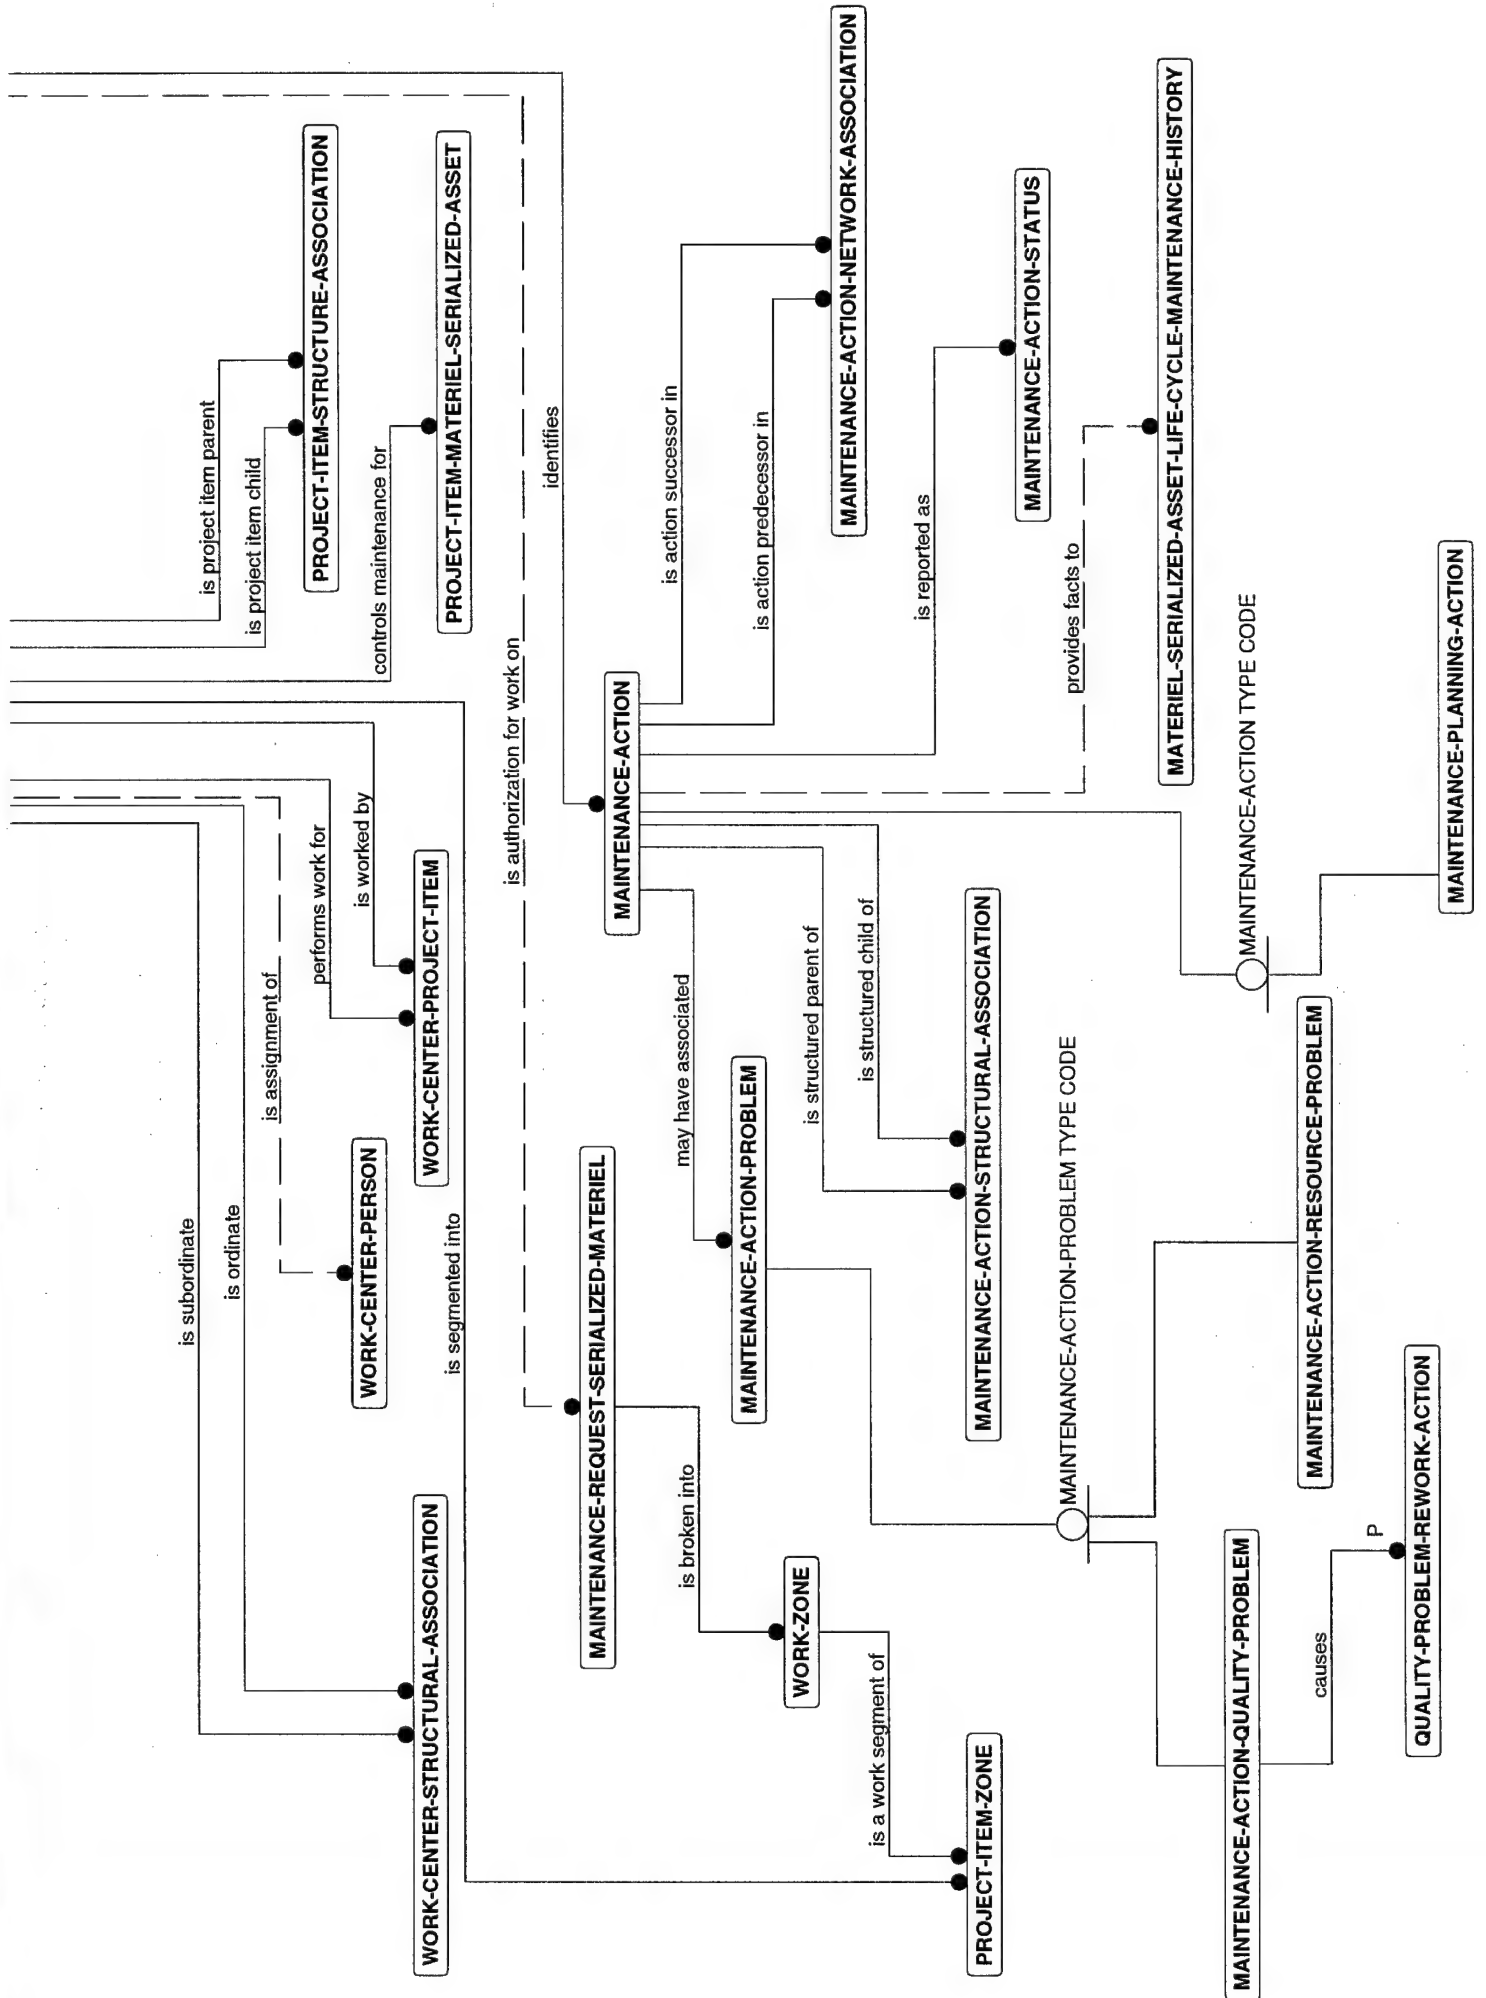 is subordinate
is ordinate
is assignment of
performs work for
is worked by
is project item parent
is project item child
controls maintenance for
PROJECT-ITEM-STRUCTURE-ASSOCIATION
PROJECT-ITEM-MATERIEL-SERIALIZED-ASSET
WORK-CENTER-STRUCTURAL-ASSOCIATION
WORK-CENTER-PERSON
WORK-CENTER-PROJECT-ITEM
is segmented into
is authorization for work on
identifies
MAINTENANCE-REQUEST-SERIALIZED-MATERIEL
MAINTENANCE-ACTION
is broken into
may have associated
is action successor in
is action predecessor in
WORK-ZONE
MAINTENANCE-ACTION-PROBLEM
is structured parent of
is structured child of
MAINTENANCE-ACTION-NETWORK-ASSOCIATION
is a work segment of
is reported as
PROJECT-ITEM-ZONE
MAINTENANCE-ACTION-STRUCTURAL-ASSOCIATION
MAINTENANCE-ACTION-STATUS
provides facts to
MAINTENANCE-ACTION-PROBLEM TYPE CODE
MATERIEL-SERIALIZED-ASSET-LIFE-CYCLE-MAINTENANCE-HISTORY
MAINTENANCE-ACTION TYPE CODE
MAINTENANCE-ACTION-QUALITY-PROBLEM
MAINTENANCE-ACTION-RESOURCE-PROBLEM
causes
P
QUALITY-PROBLEM-REWORK-ACTION
MAINTENANCE-PLANNING-ACTION